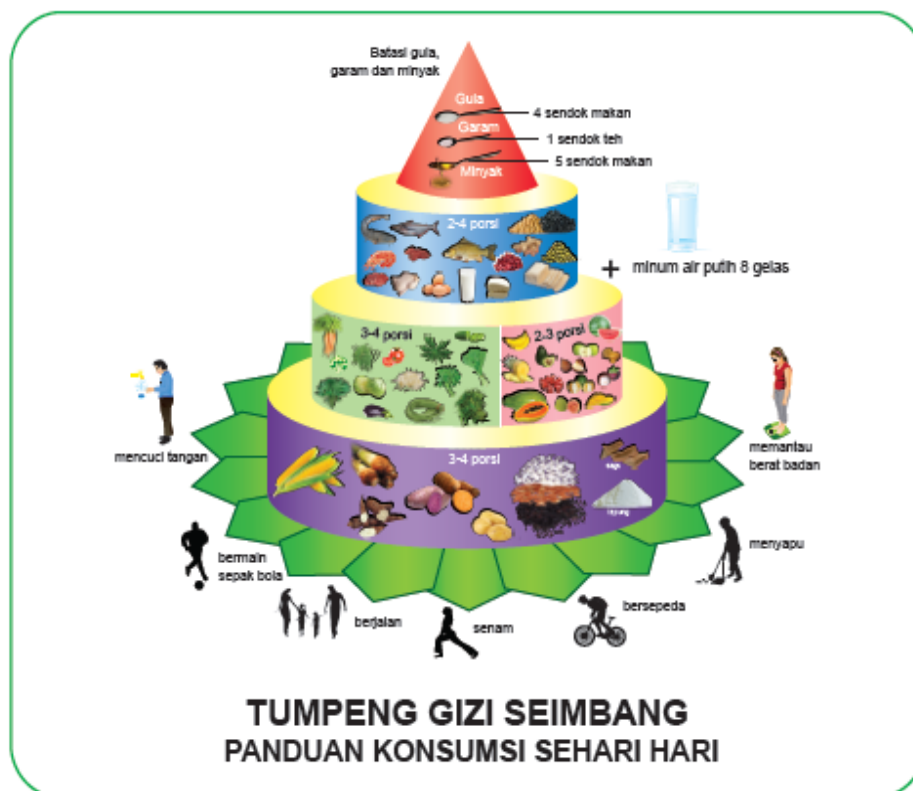 Batasi gula,
garam dan minyak
Gula
4 sendok makan
Garam
1 sendok teh
5 sendok makan
Minyak
2-4 porsi
+ minum air putih 8 gelas
3-4 porsi
2-3 porsi
mencuci tangan
memantau
berat badan
3-4 porsi
sagu
tepung
bermain
sepak bola
menyapu
berjalan
senam
bersepeda
TUMPENG GIZI SEIMBANG
PANDUAN KONSUMSI SEHARI HARI